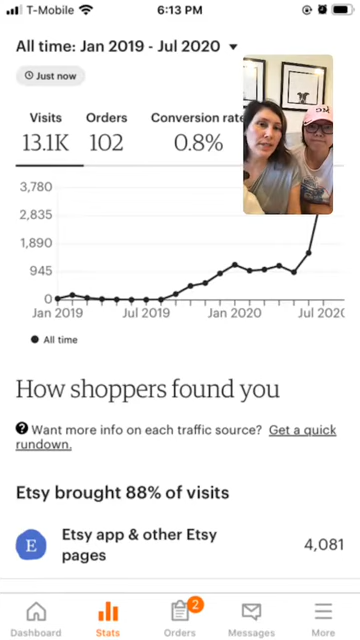 T-Mobile 6:13 PM
All time: Jan 2019 - Jul 2020
Just now
Visits Orders Conversion rate
13.1K 102 0.8%
3,780
2,835
1,890
945
0
Jan 2019 Jul 2019 Jan 2020 Jul 2020
All time
How shoppers found you
Want more info on each traffic source? Get a quick
rundown.
Etsy brought 88% of visits
E Etsy app & other Etsy
pages 4,081
2
Dashboard Stats Orders Messages More